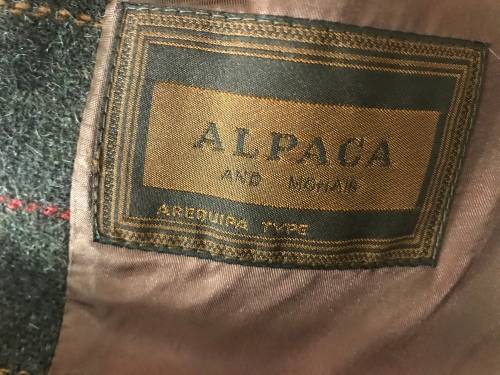 ALPACA
AND MOHAIR
AREQUIPA TYPE